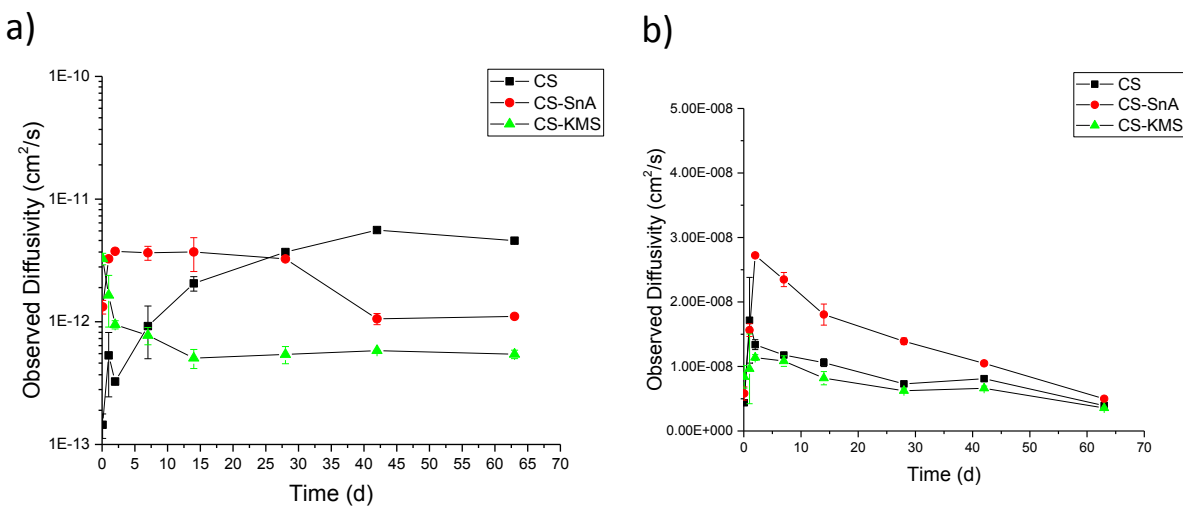 a)
CS
CS-SnA
CS-KMS
1E-10
1E-11
1E-12
1E-13
Observed Diffusivity (cm²/s)
0 5 10 15 20 25 30 35 40 45 50 55 60 65 70
Time (d)
b)
CS
CS-SnA
CS-KMS
5.00E-008
4.00E-008
3.00E-008
2.00E-008
1.00E-008
0.00E+000
Observed Diffusivity (cm²/s)
0 10 20 30 40 50 60 70
Time (d)